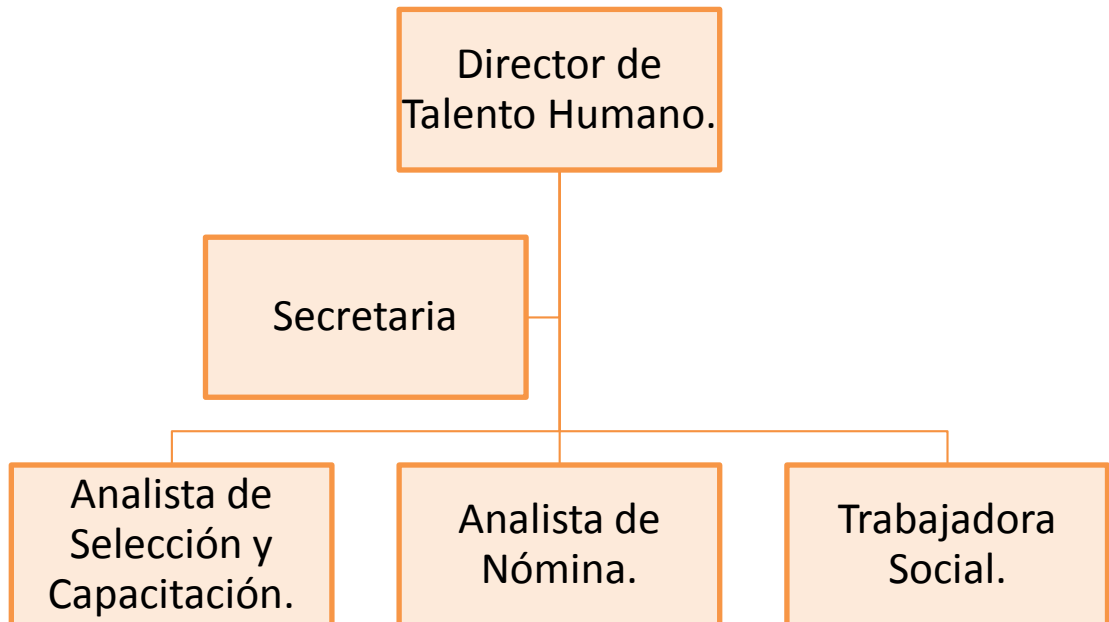 Director de
Talento Humano.
Secretaria
Analista de
Selección y
Capacitación.
Analista de
Nómina.
Trabajadora
Social.